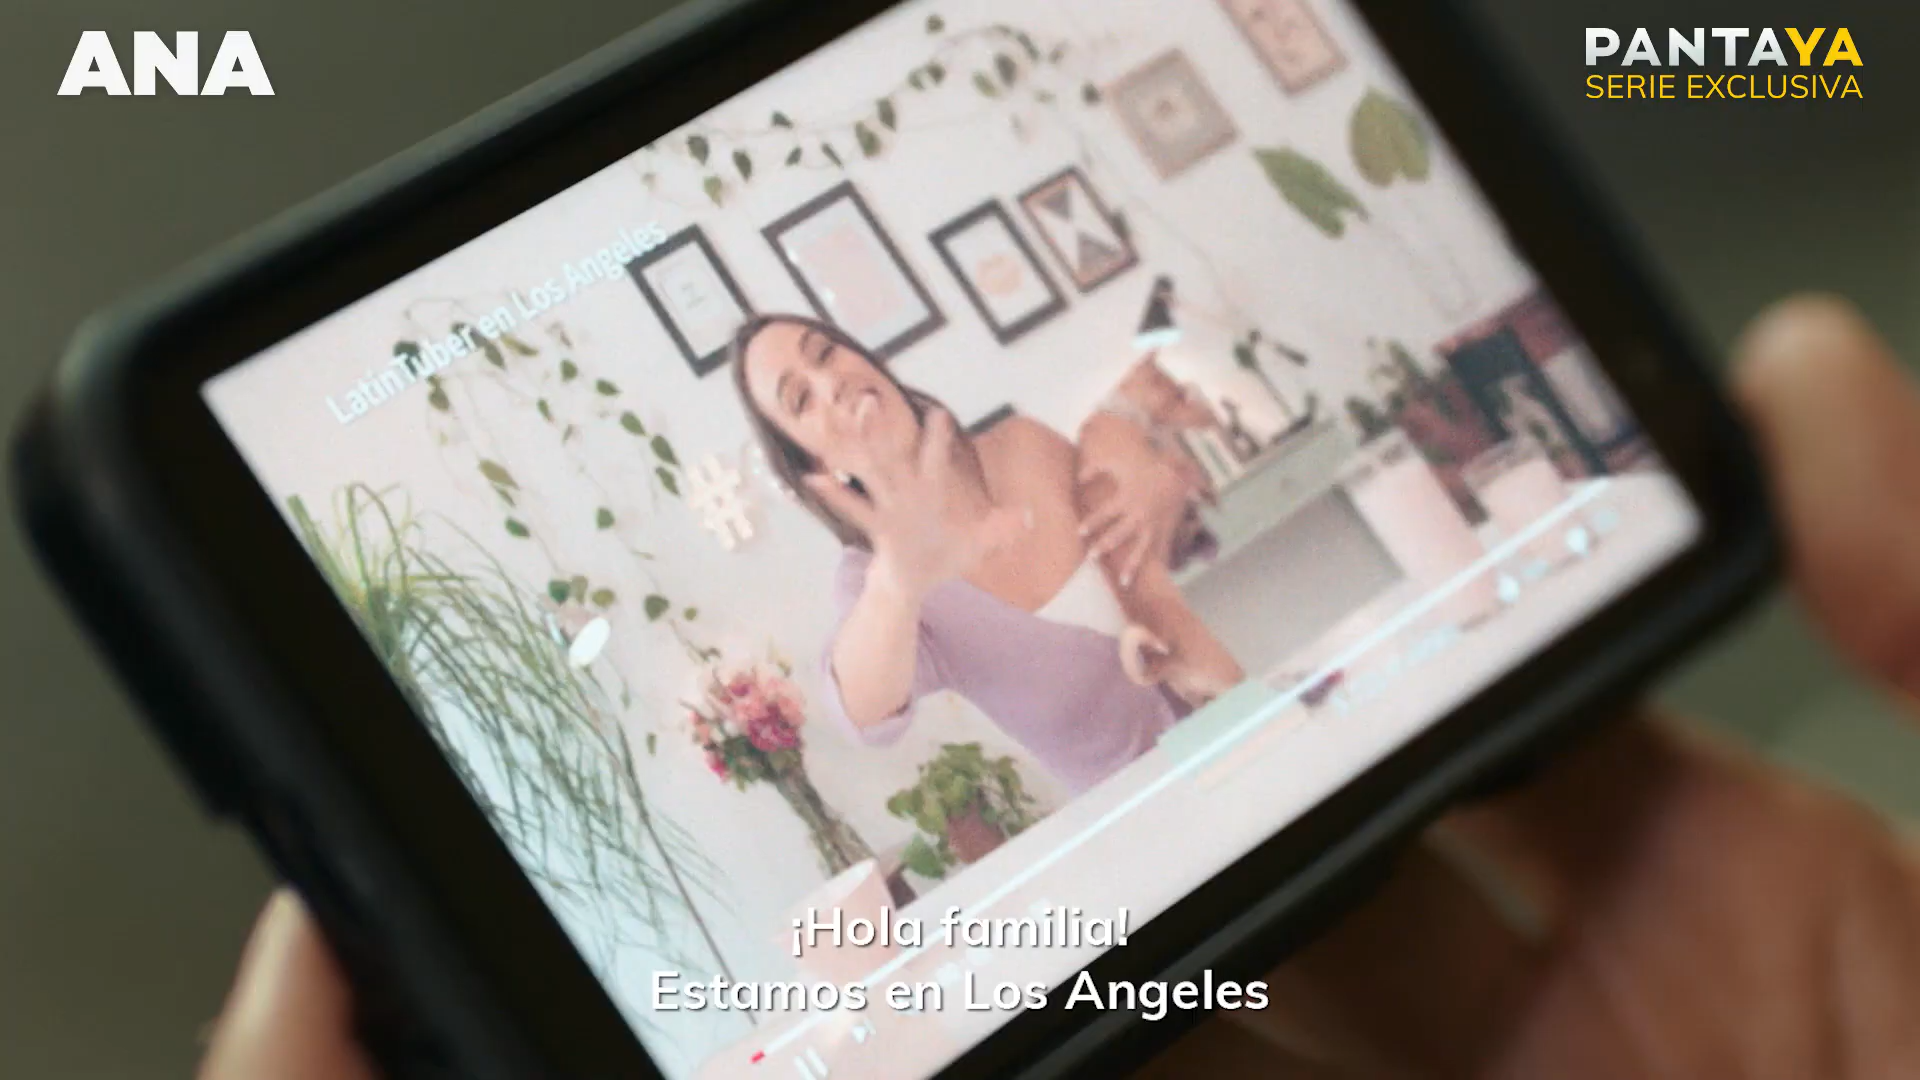 ANA
PANTAYA
SERIE EXCLUSIVA
LatinTuber en Los Angeles
#
¡Hola familia!
Estamos en Los Angeles